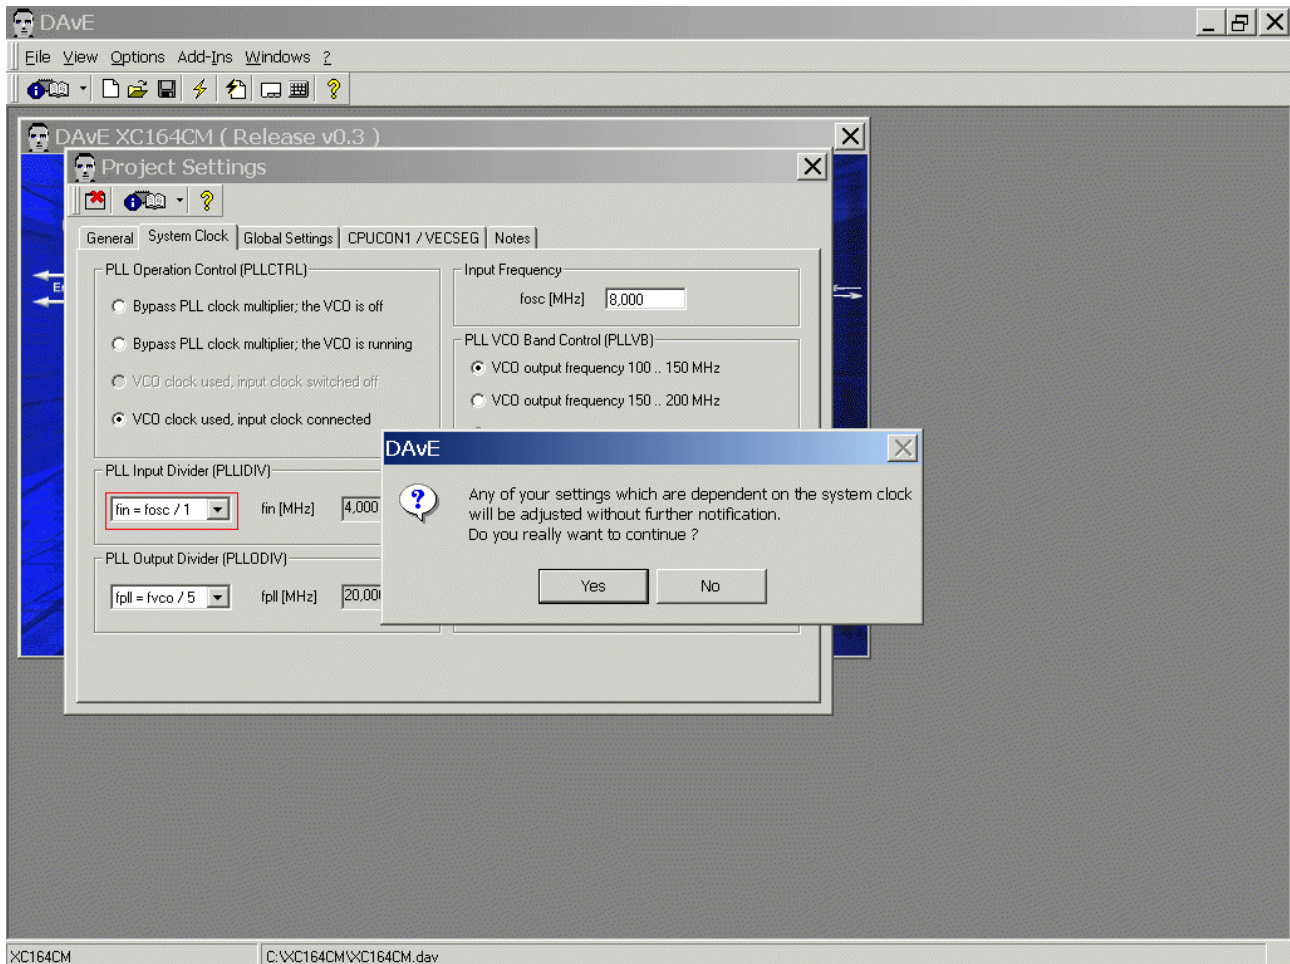 DAvE
File View Options Add-Ins Windows ?
DAvE XC164CM ( Release v0.3 )
Project Settings
General System Clock Global Settings CPUCON1 / VECSEG Notes
PLL Operation Control (PLLCTRL)
Bypass PLL clock multiplier; the VCO is off
Bypass PLL clock multiplier; the VCO is running
VCO clock used, input clock switched off
VCO clock used, input clock connected
Input Frequency
fosc [MHz] 8,000
PLL VCO Band Control (PLLVB)
VCO output frequency 100 .. 150 MHz
VCO output frequency 150 .. 200 MHz
PLL Input Divider (PLLIDIV)
fin = fosc / 1 fin [MHz] 4,000
PLL Output Divider (PLLODIV)
fpll = fvco / 5 fpll [MHz] 20,00
DAvE
Any of your settings which are dependent on the system clock
will be adjusted without further notification.
Do you really want to continue ?
Yes No
XC164CM C:\XC164CM\XC164CM.dav